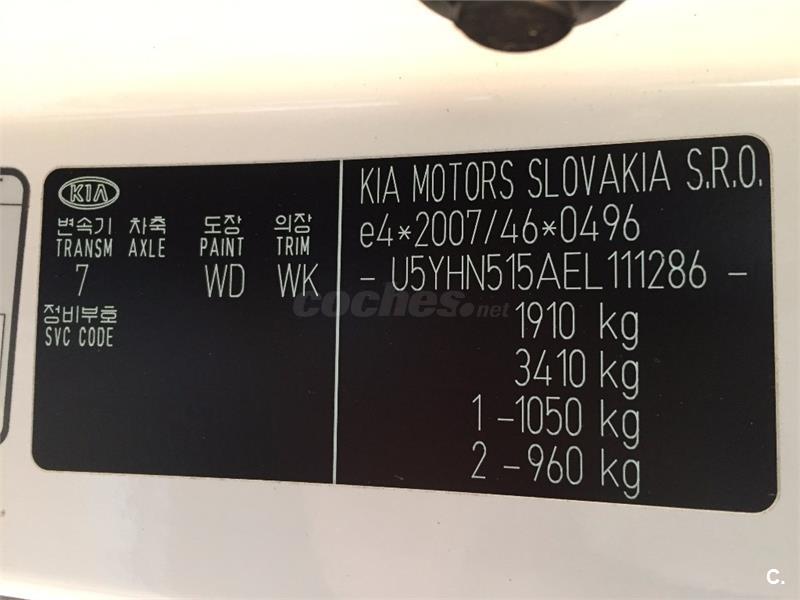 KIA
변속기 차축 도장 의장
TRANSM AXLE PAINT TRIM
7 WD WK
정비부호
SVC CODE
KIA MOTORS SLOVAKIA S.R.O.
e4*2007/46*0496
- U5YHN515AEL111286 -
1910 kg
3410 kg
1 -1050 kg
2 -960 kg
coches.net
C.